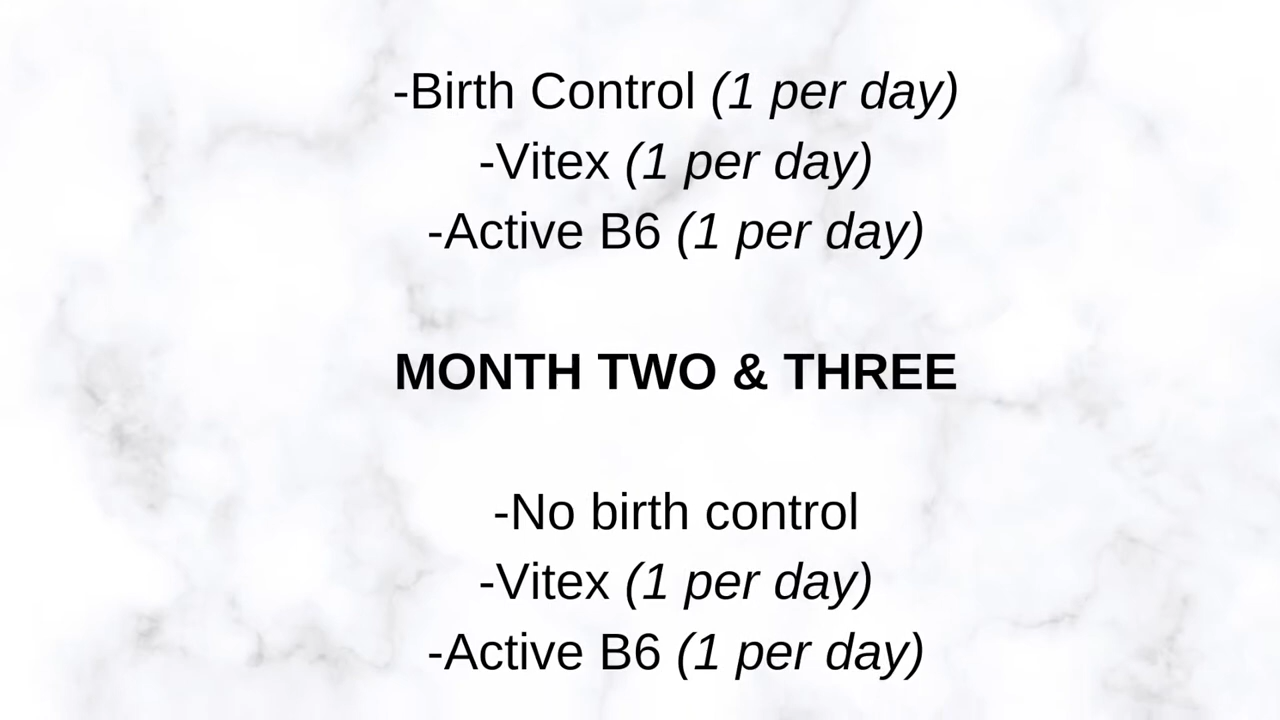 -Birth Control (1 per day)
-Vitex (1 per day)
-Active B6 (1 per day)
MONTH TWO & THREE
-No birth control
-Vitex (1 per day)
-Active B6 (1 per day)